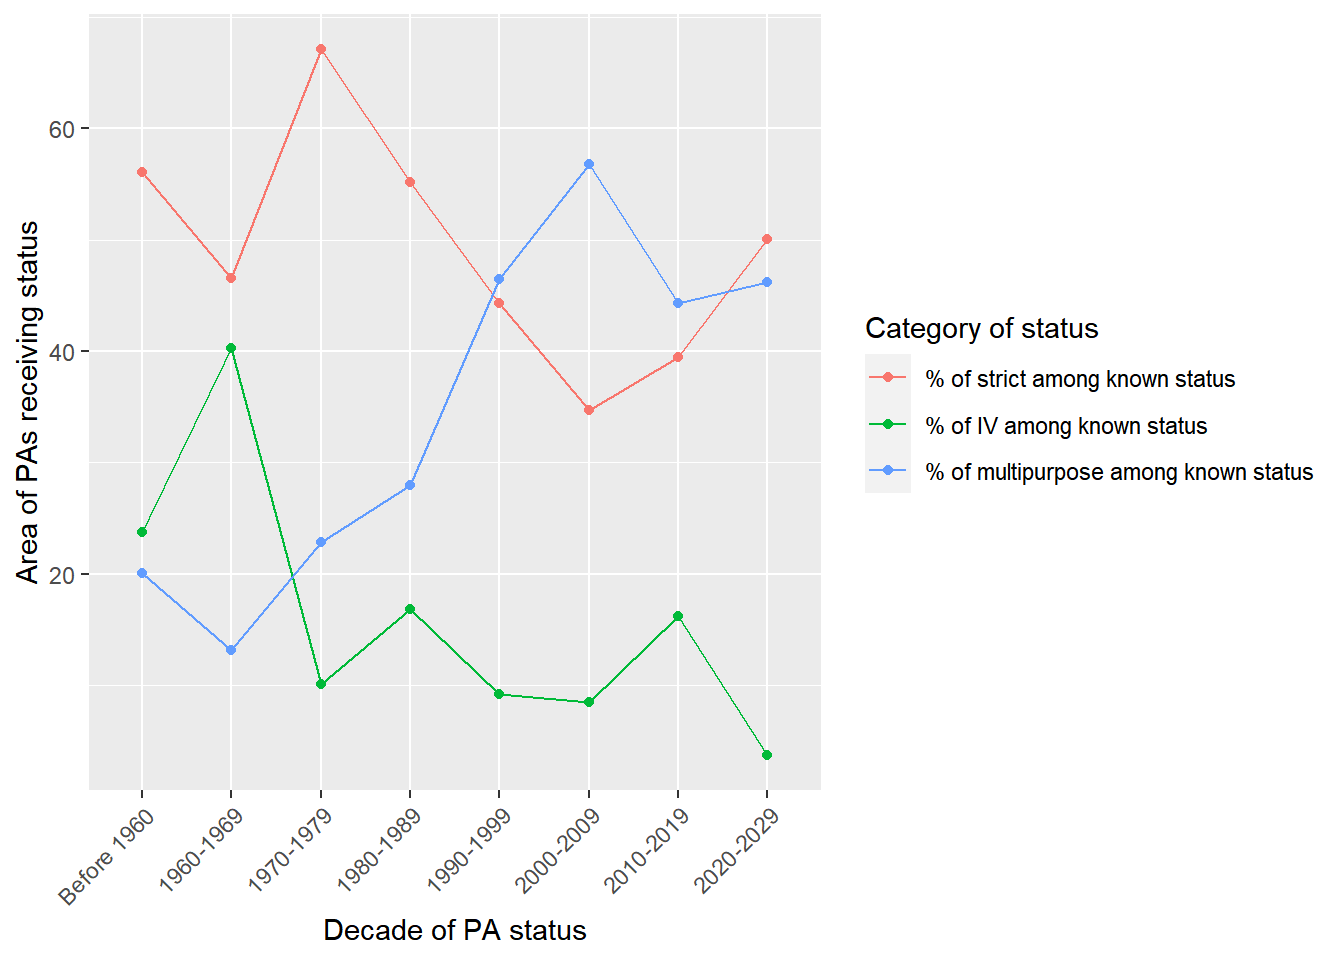 Area of PAs receiving status
60
40
20
Before 1960
1960-1969
1970-1979
1980-1989
1990-1999
2000-2009
2010-2019
2020-2029
Decade of PA status
Category of status
% of strict among known status
% of IV among known status
% of multipurpose among known status